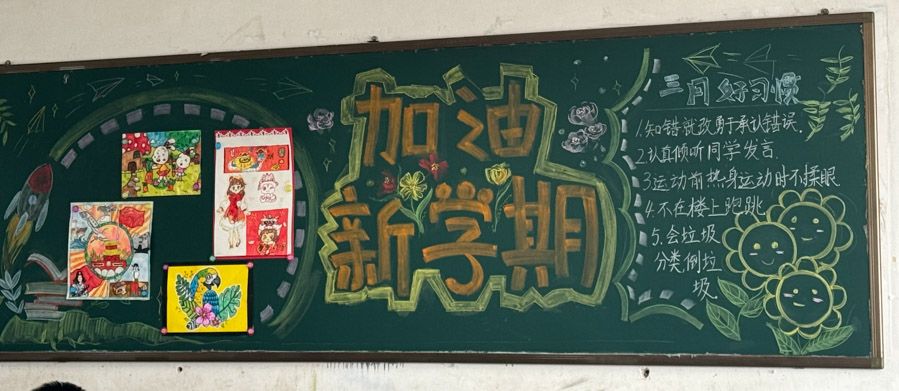 加油
新学期
三月好习惯
1.知错就改勇于承认错误.
2.认真倾听同学发言.
3.运动前热身运动时不揉眼
4.不在楼上跑跳
5.会垃圾
分类倒垃
圾